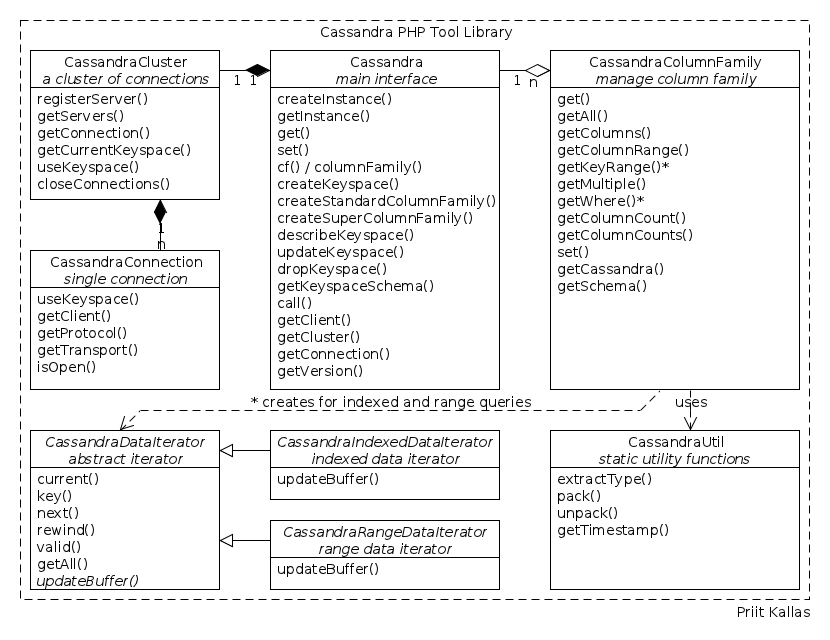 Cassandra PHP Tool Library
CassandraCluster
a cluster of connections
registerServer()
getServers()
getConnection()
getCurrentKeyspace()
useKeyspace()
closeConnections()
1 1
Cassandra
main interface
createInstance()
getInstance()
get()
set()
cf() / columnFamily()
createKeyspace()
createStandardColumnFamily()
createSuperColumnFamily()
describeKeyspace()
updateKeyspace()
dropKeyspace()
getKeyspaceSchema()
call()
getClient()
getCluster()
getConnection()
getVersion()
1 n
CassandraColumnFamily
manage column family
get()
getAll()
getColumns()
getColumnRange()
getKeyRange()*
getMultiple()
getWhere()*
getColumnCount()
getColumnCounts()
set()
getCassandra()
getSchema()
1
n
CassandraConnection
single connection
useKeyspace()
getClient()
getProtocol()
getTransport()
isOpen()
* creates for indexed and range queries
uses
CassandraDataIterator
abstract iterator
current()
key()
next()
rewind()
valid()
getAll()
updateBuffer()
CassandraIndexedDataIterator
indexed data iterator
updateBuffer()
CassandraRangeDataIterator
range data iterator
updateBuffer()
CassandraUtil
static utility functions
extractType()
pack()
unpack()
getTimestamp()
Priit Kallas